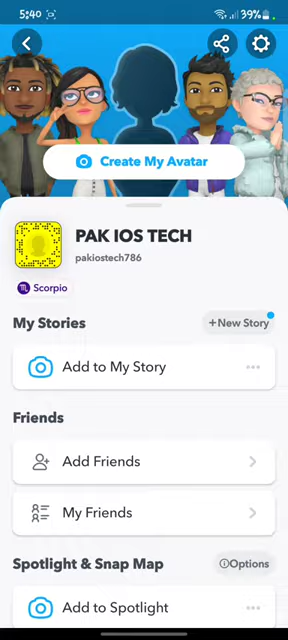 5:40
39%
Create My Avatar
PAK IOS TECH
pakiostech786
Scorpio
My Stories
+New Story
Add to My Story
Friends
Add Friends
My Friends
Spotlight & Snap Map
Options
Add to Spotlight